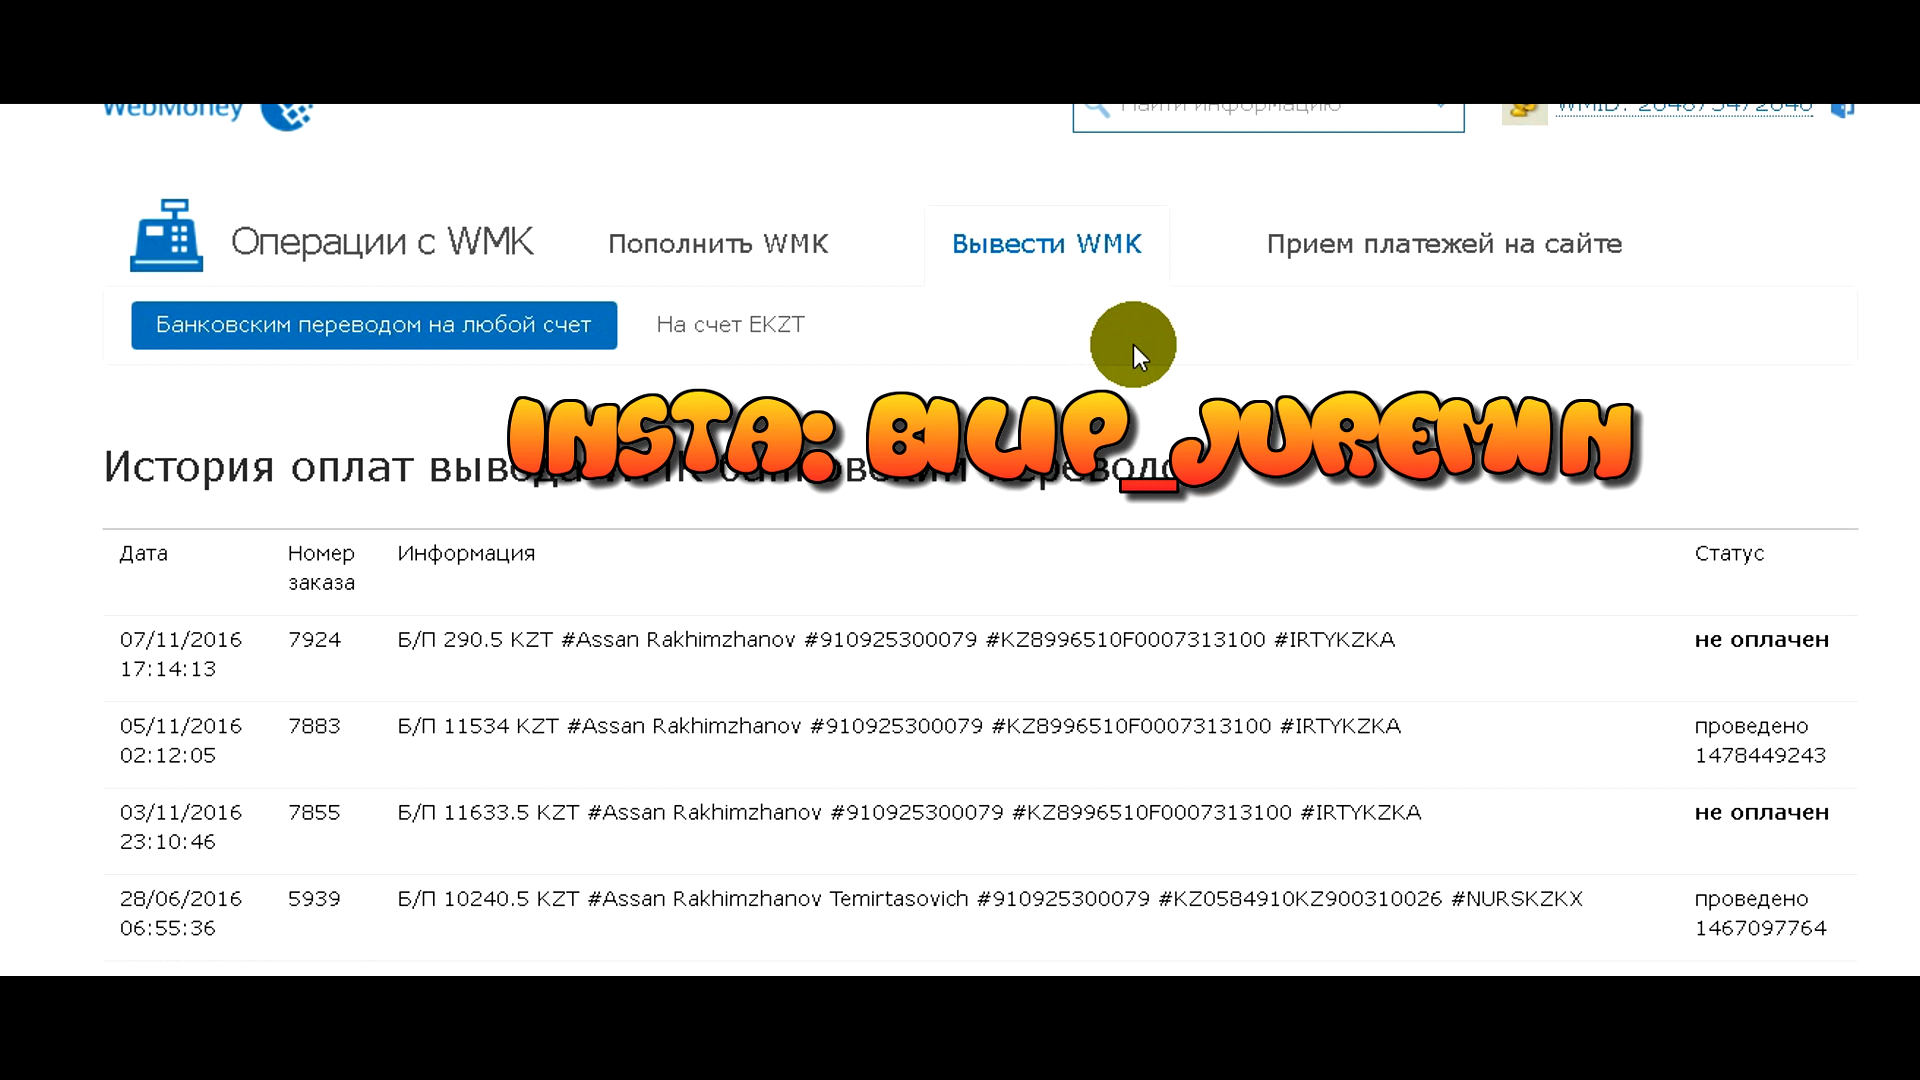 WebMoney
Найти информацию
Операции с WMK
Пополнить WMK
Вывести WMK
Прием платежей на сайте
Банковским переводом на любой счет
На счет EKZT
INSTA:
История оплат
Дата
Номер
заказа
Информация
Статус
07/11/2016
17:14:13
7924
Б/П 290.5 KZT #Assan Rakhimzhanov #910925300079 #KZ8996510F0007313100 #IRTYKZKA
не оплачен
05/11/2016
02:12:05
7883
Б/П 11534 KZT #Assan Rakhimzhanov #910925300079 #KZ8996510F0007313100 #IRTYKZKA
проведено
1478449243
03/11/2016
23:10:46
7855
Б/П 11633.5 KZT #Assan Rakhimzhanov #910925300079 #KZ8996510F0007313100 #IRTYKZKA
не оплачен
28/06/2016
06:55:36
5939
Б/П 10240.5 KZT #Assan Rakhimzhanov Temirtasovich #910925300079 #KZ0584910KZ900310026 #NURSKZKX
проведено
1467097764